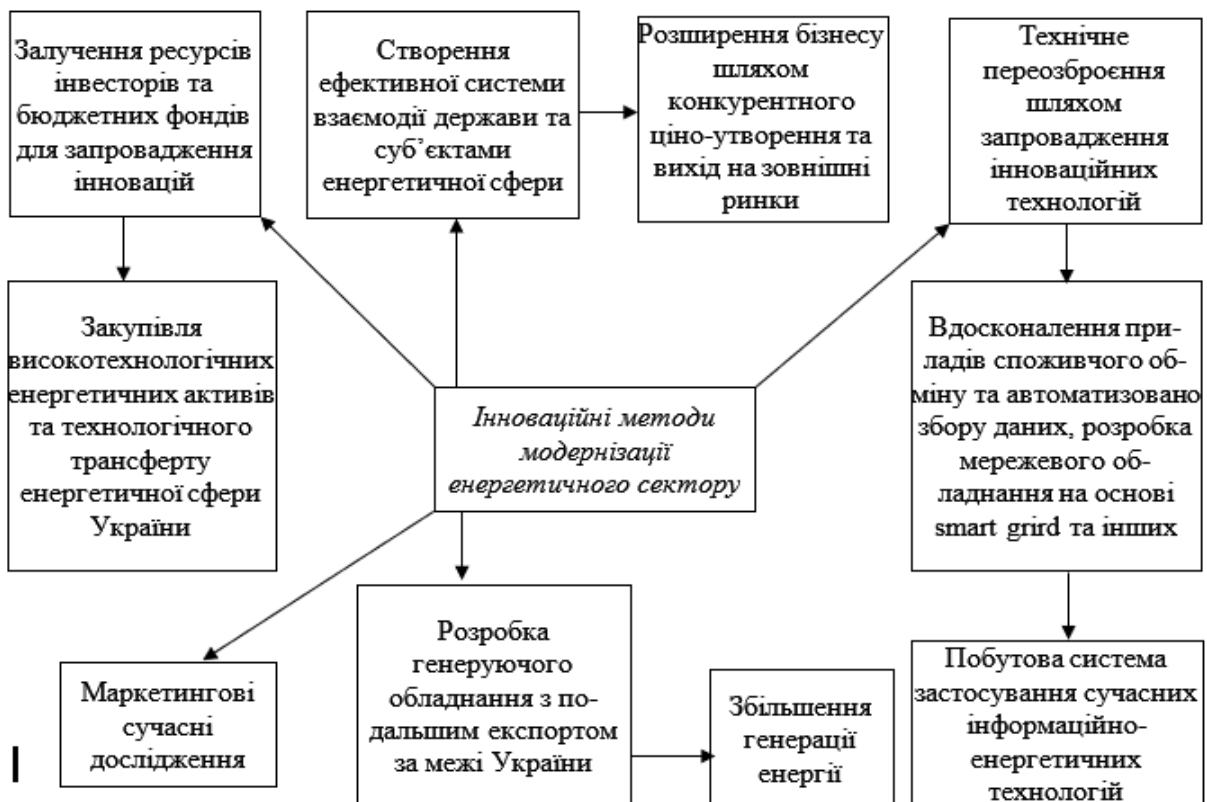 Залучення ресурсів
інвесторів та
бюджетних фондів
для запровадження
інновацій
Створення
ефективної системи
взаємодії держави та
суб’єктами
енергетичної сфери
Розширення бізнесу
шляхом
конкурентного
ціно-утворення та
вихід на зовнішні
ринки
Технічне
переозброєння
шляхом
запровадження
інноваційних
технологій
Закупівля
високотехнологічних
енергетичних активів
та технологічного
трансферту
енергетичної сфери
України
Інноваційні методи
модернізації
енергетичного сектору
Вдосконалення при-
ладів споживчого об-
міну та автоматизовано
збору даних, розробка
мережевого об-
ладнання на основі
smart grird та інших
Маркетингові
сучасні
дослідження
Розробка
генеруючого
обладнання з по-
дальшим експортом
за межі України
Збільшення
генерації
енергії
Побутова система
застосування сучасних
інформаційно-
енергетичних
технологій